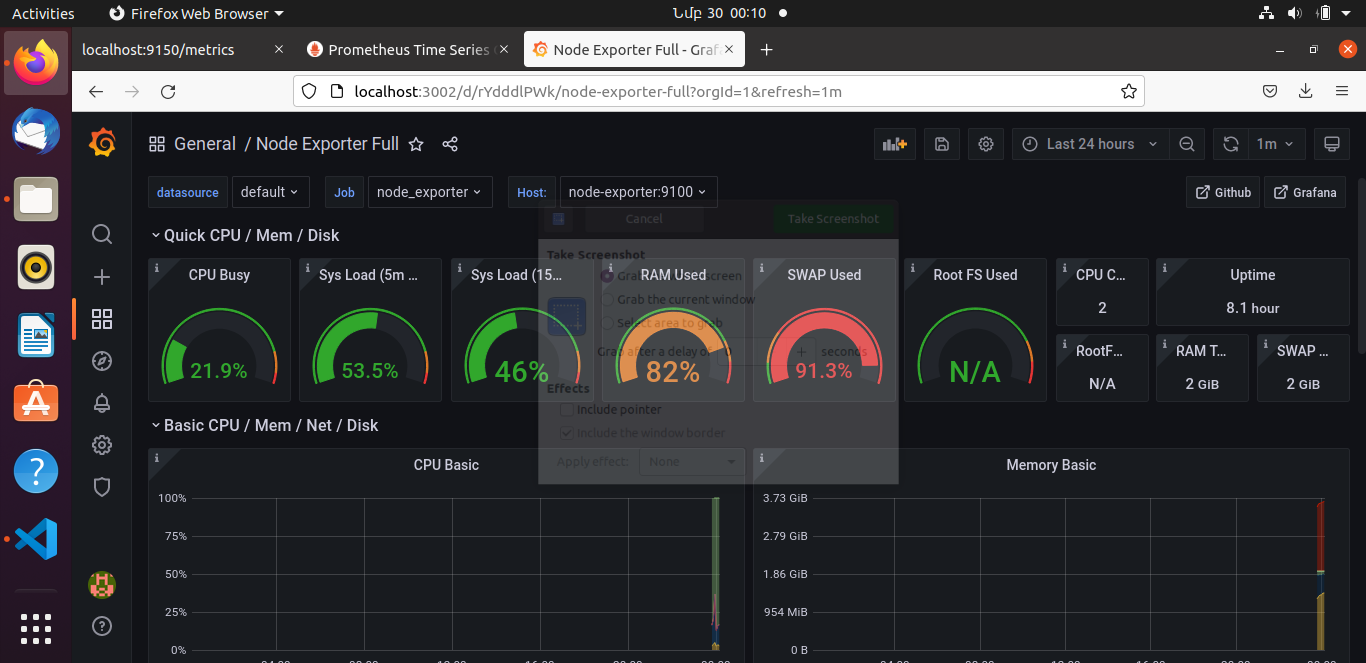 Activities
Firefox Web Browser
Նմբ 30 00:10
localhost:9150/metrics
Prometheus Time Series
Node Exporter Full - Graf
localhost:3002/d/rYdddlPWk/node-exporter-full?orgId=1&refresh=1m
General / Node Exporter Full
Last 24 hours
1m
datasource
default
Job
node_exporter
Host:
node-exporter:9100
Github
Grafana
Cancel
Take Screenshot
Quick CPU / Mem / Disk
Take Screenshot
CPU Busy
Sys Load (5m ...
Sys Load (15...
RAM Used
SWAP Used
Root FS Used
CPU C...
Uptime
Grab the current window
Select area to grab
Grab after a delay of
0
+
seconds
2
8.1 hour
RootF...
RAM T...
SWAP ...
21.9%
53.5%
46%
82%
91.3%
N/A
N/A
2 GiB
2 GiB
Effects
Include pointer
Include the window border
Apply effect:
None
Basic CPU / Mem / Net / Disk
CPU Basic
100%
75%
50%
25%
0%
Memory Basic
3.73 GiB
2.79 GiB
1.86 GiB
954 MiB
0 B